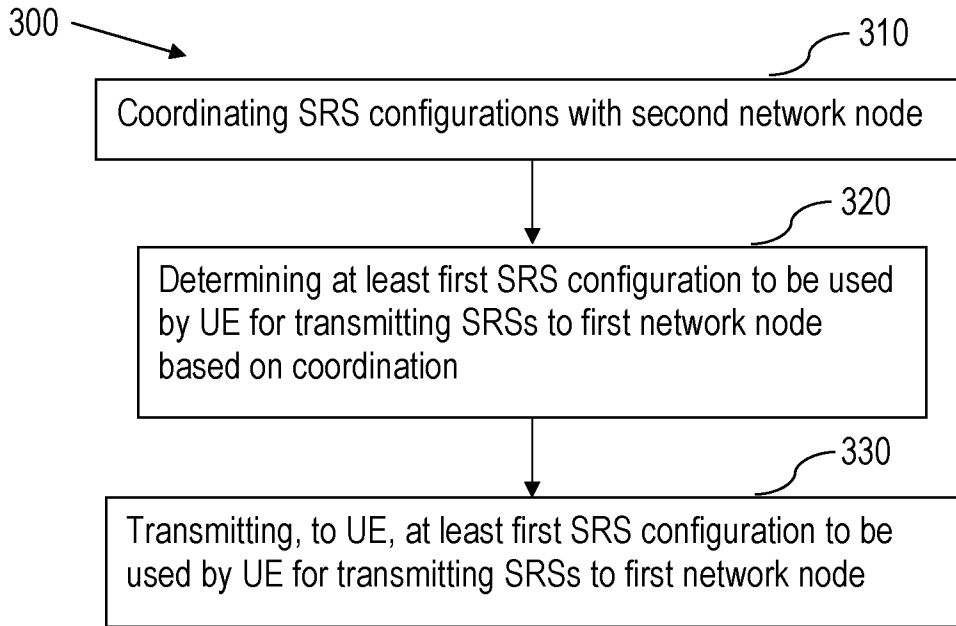 300
310
Coordinating SRS configurations with second network node
320
Determining at least first SRS configuration to be used
by UE for transmitting SRSs to first network node
based on coordination
330
Transmitting, to UE, at least first SRS configuration to be
used by UE for transmitting SRSs to first network node